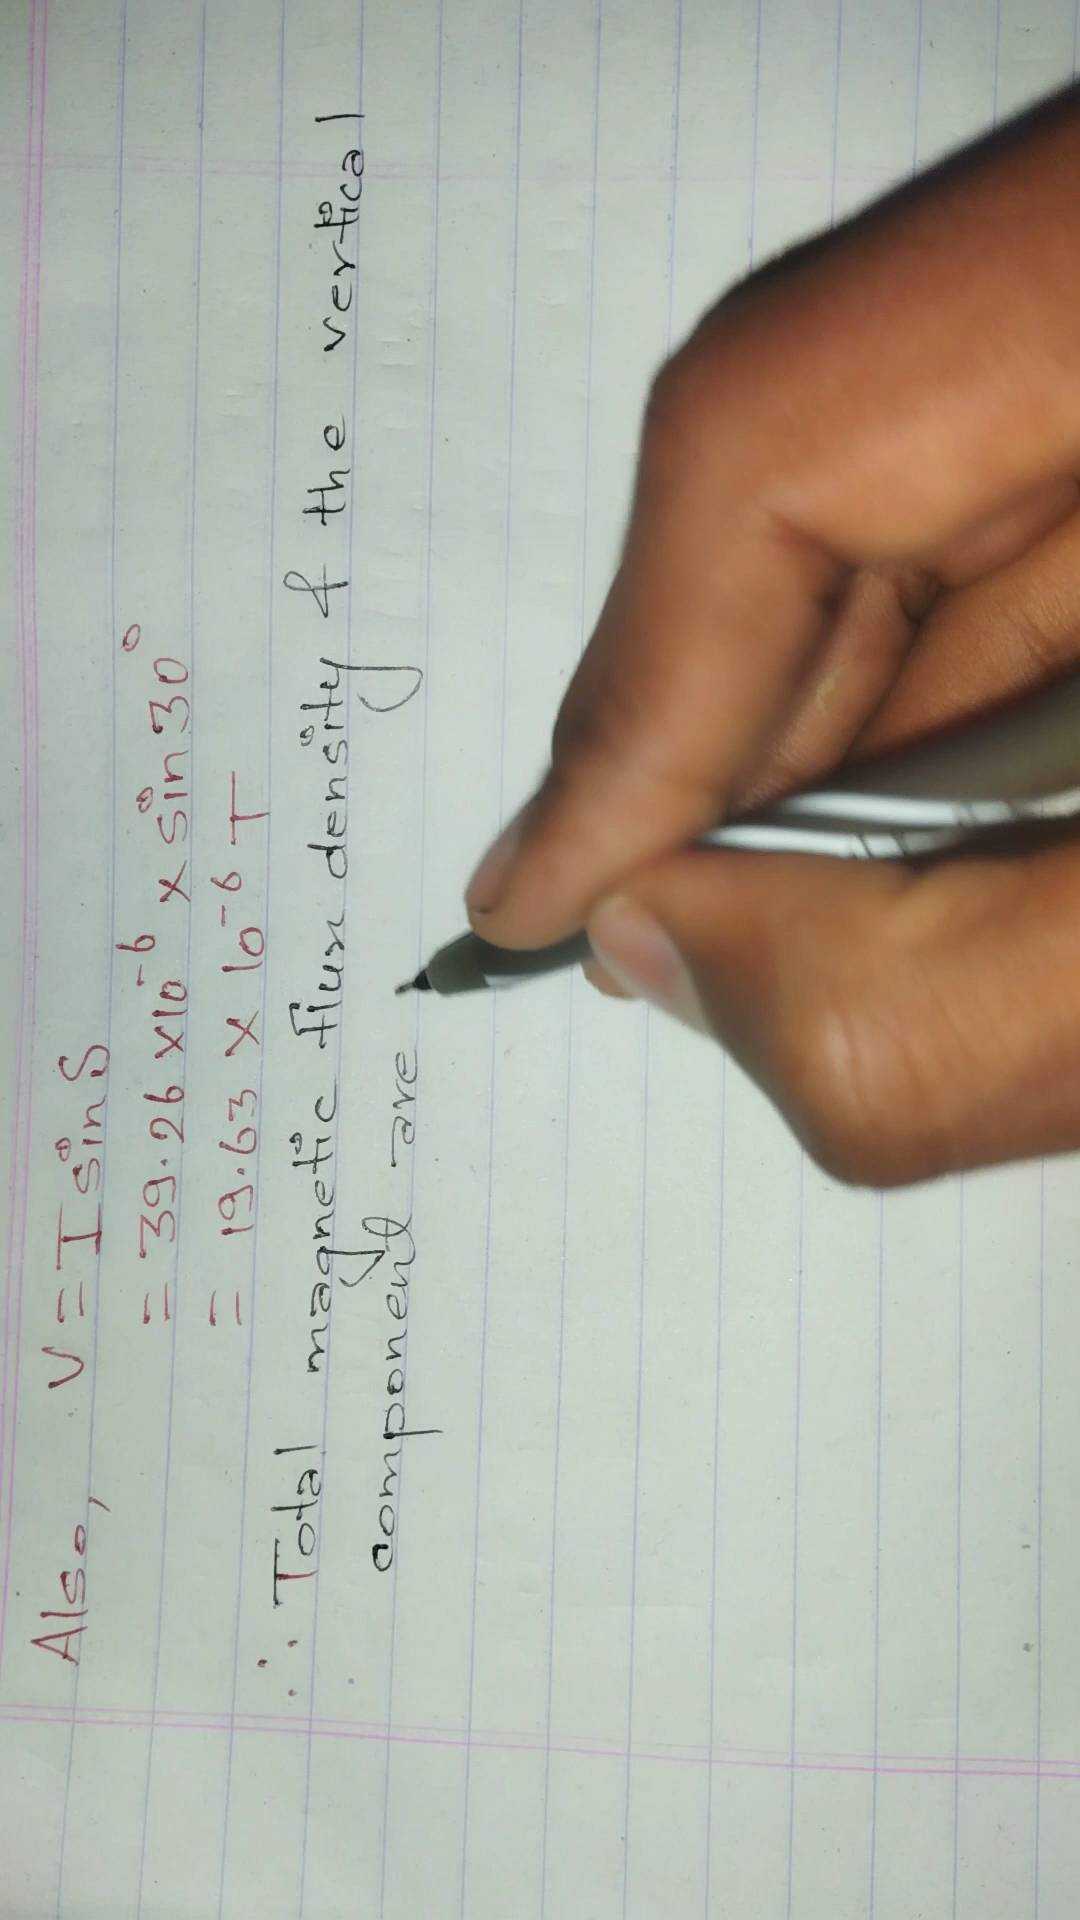 Also, V = I sin δ
= 39.26 × 10⁻⁶ × sin 30°
= 19.63 × 10⁻⁶ T
∴ Total magnetic flux density & the vertical
component are